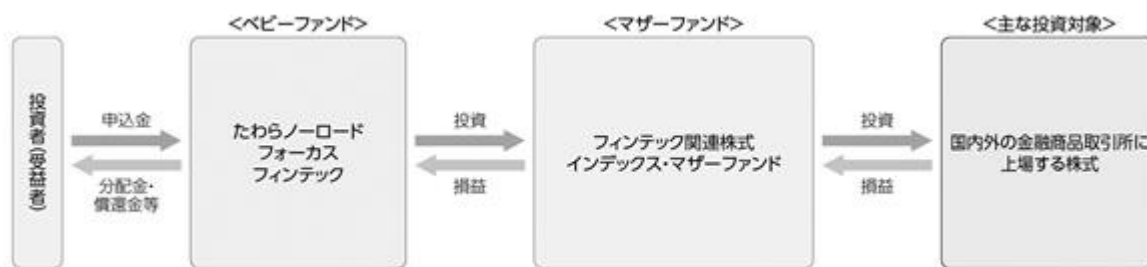 <ベビーファンド>
<マザーファンド>
<主な投資対象>
投資者(受益者)
申込金
分配金・
償還金等
たわらノーロード
フォーカス
フィンテック
投資
損益
フィンテック関連株式
インデックス・マザーファンド
投資
損益
国内外の金融商品取引所に
上場する株式